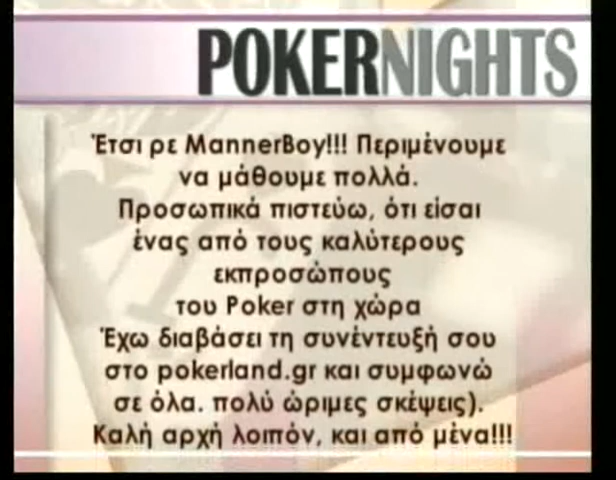 POKERNIGHTS
Έτσι ρε MannerBoy!!! Περιμένουμε
να μάθουμε πολλά.
Προσωπικά πιστεύω, ότι είσαι
ένας από τους καλύτερους
εκπροσώπους
του Poker στη χώρα
Έχω διαβάσει τη συνέντευξή σου
στο pokerland.gr και συμφωνώ
σε όλα. πολύ ώριμες σκέψεις).
Καλή αρχή λοιπόν, και από μένα!!!